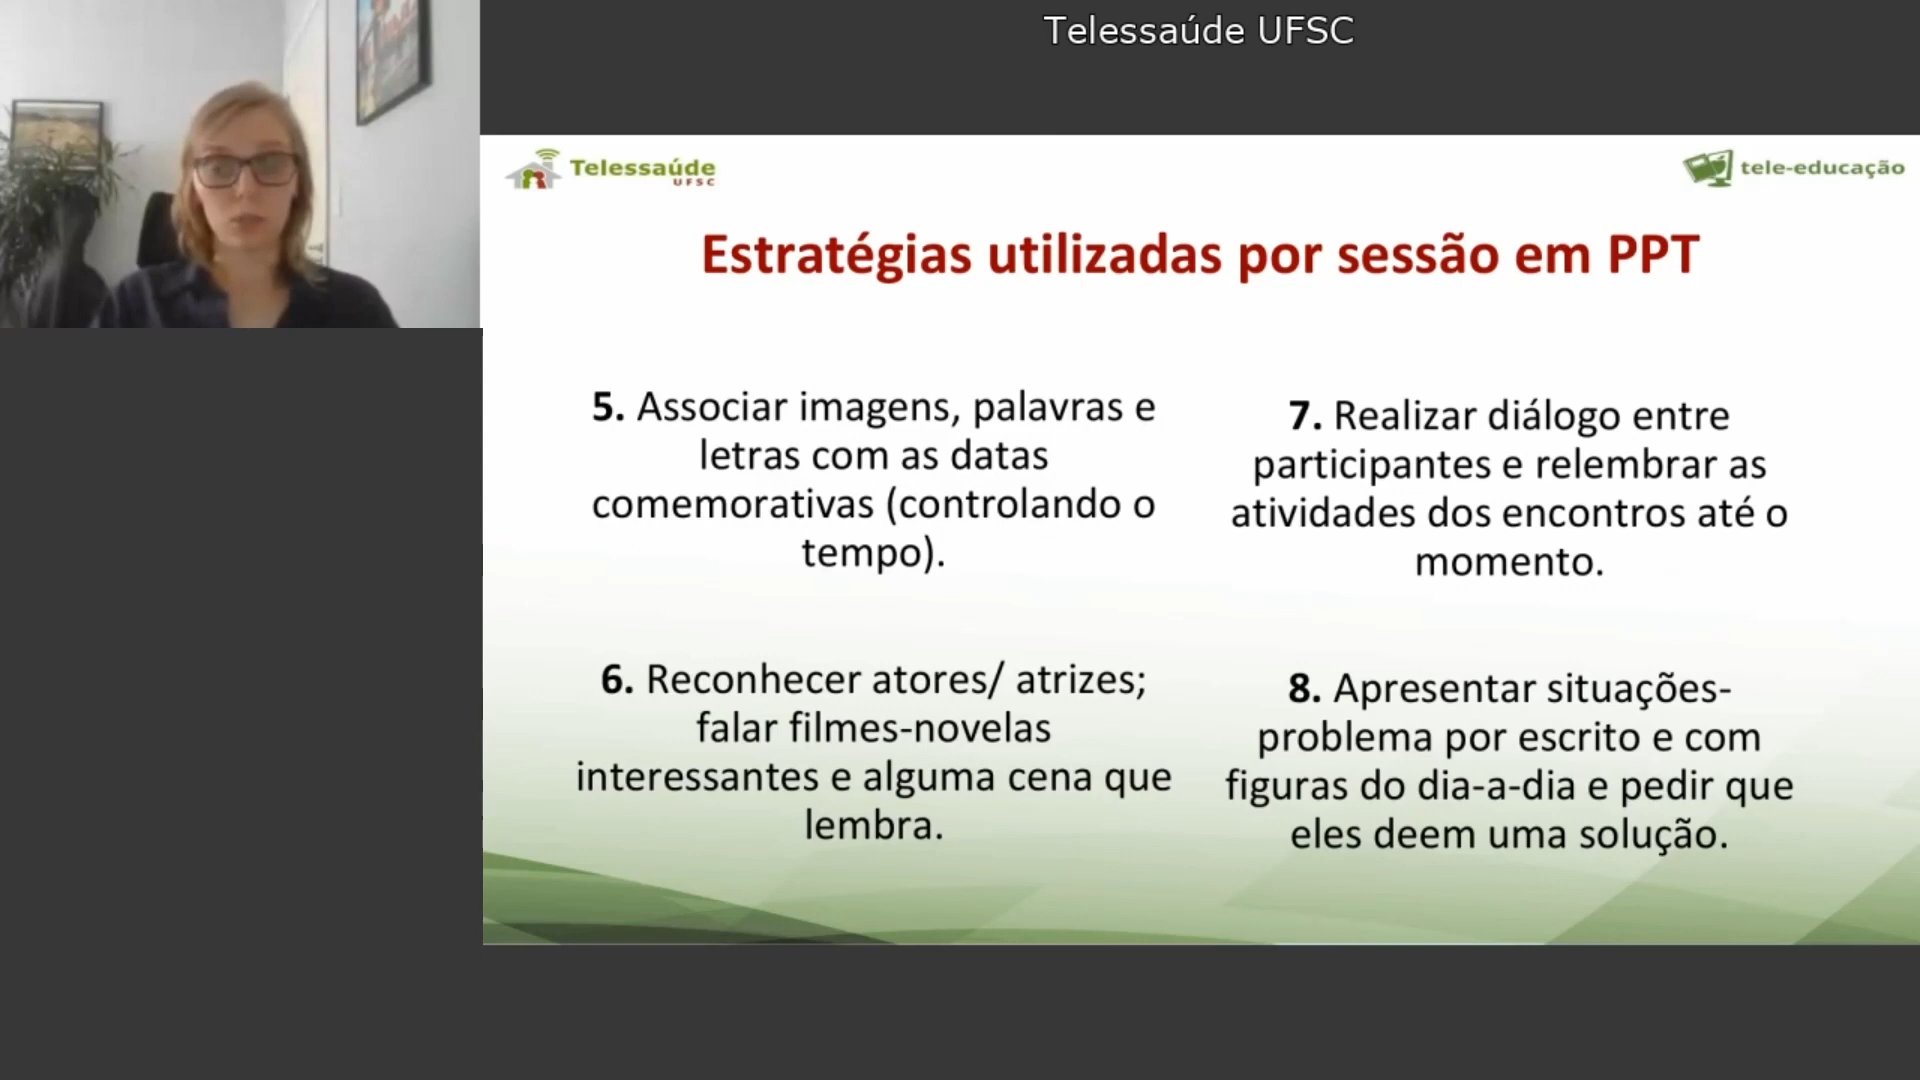 Telessaúde UFSC
Telessaúde
UFSC
tele-educação
Estratégias utilizadas por sessão em PPT
5. Associar imagens, palavras e
letras com as datas
comemorativas (controlando o
tempo).
6. Reconhecer atores/ atrizes;
falar filmes-novelas
interessantes e alguma cena que
lembra.
7. Realizar diálogo entre
participantes e relembrar as
atividades dos encontros até o
momento.
8. Apresentar situações-
problema por escrito e com
figuras do dia-a-dia e pedir que
eles deem uma solução.